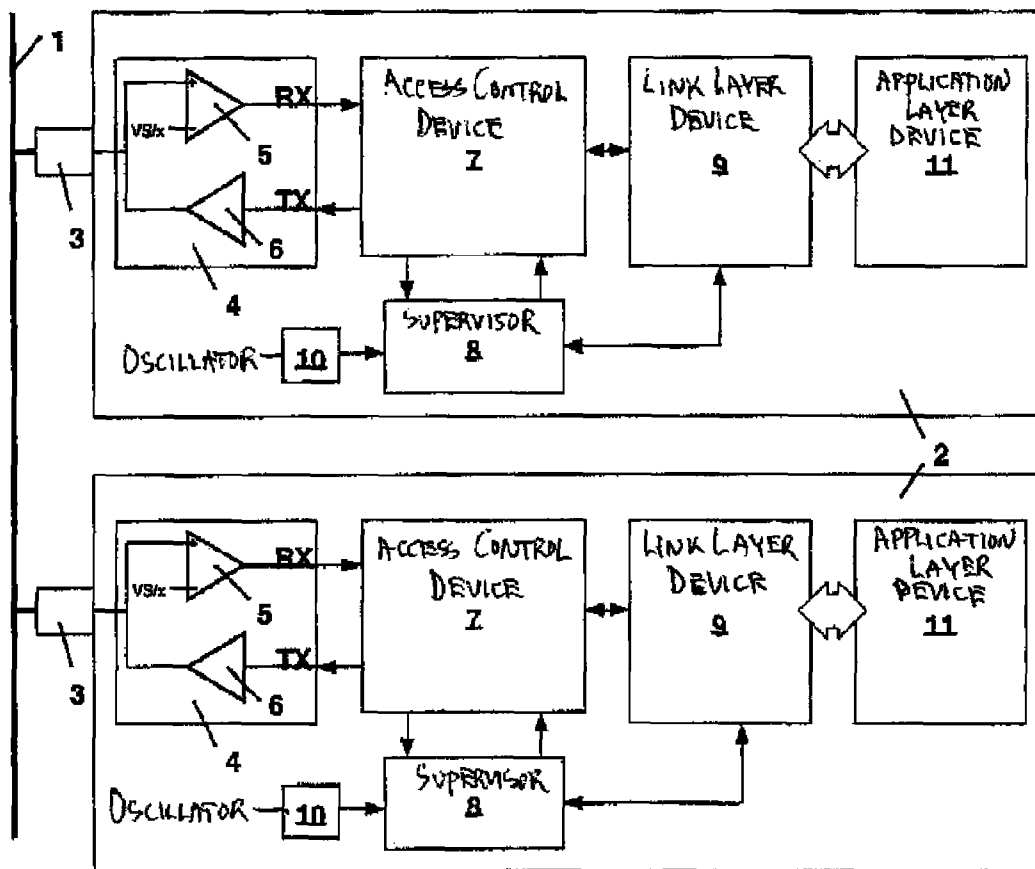 1
ACCESS CONTROL
DEVICE
7
LINK LAYER
DEVICE
9
APPLICATION
LAYER
DEVICE
11
RX
VS/x
5
TX
6
3
4
SUPERVISOR
8
OSCILLATOR
10
2
ACCESS CONTROL
DEVICE
7
LINK LAYER
DEVICE
9
APPLICATION
LAYER
DEVICE
11
RX
VS/x
5
TX
6
3
4
SUPERVISOR
8
OSCILLATOR
10